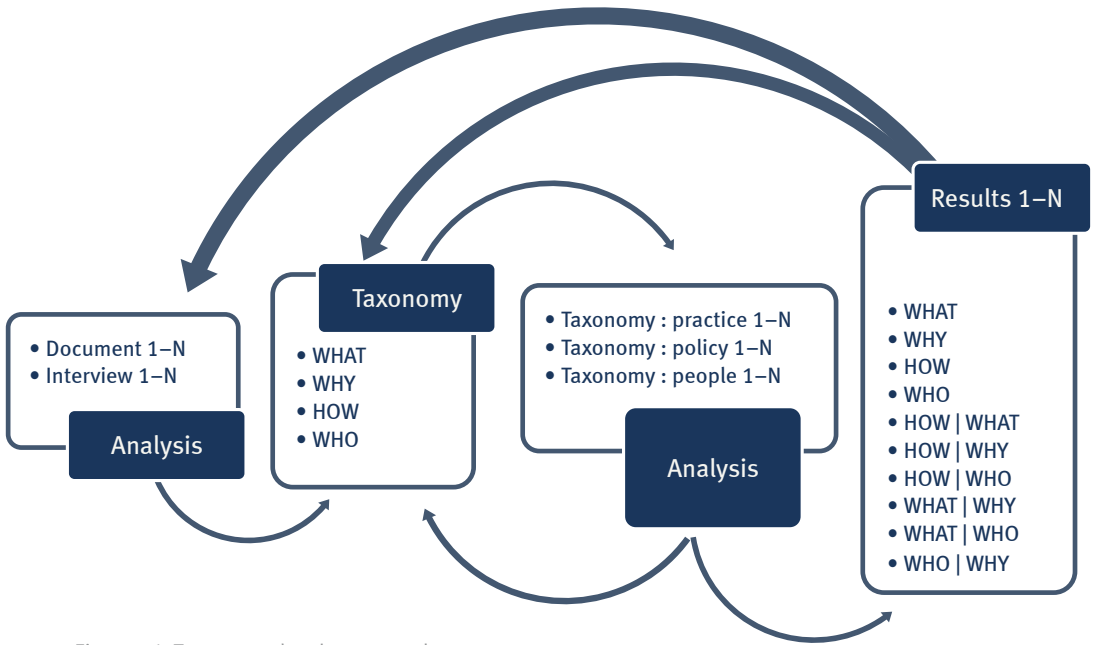 Results 1–N
Taxonomy
• Document 1–N
• Interview 1–N
Analysis
• WHAT
• WHY
• HOW
• WHO
• Taxonomy : practice 1–N
• Taxonomy : policy 1–N
• Taxonomy : people 1–N
Analysis
• WHAT
• WHY
• HOW
• WHO
• HOW | WHAT
• HOW | WHY
• HOW | WHO
• WHAT | WHY
• WHAT | WHO
• WHO | WHY